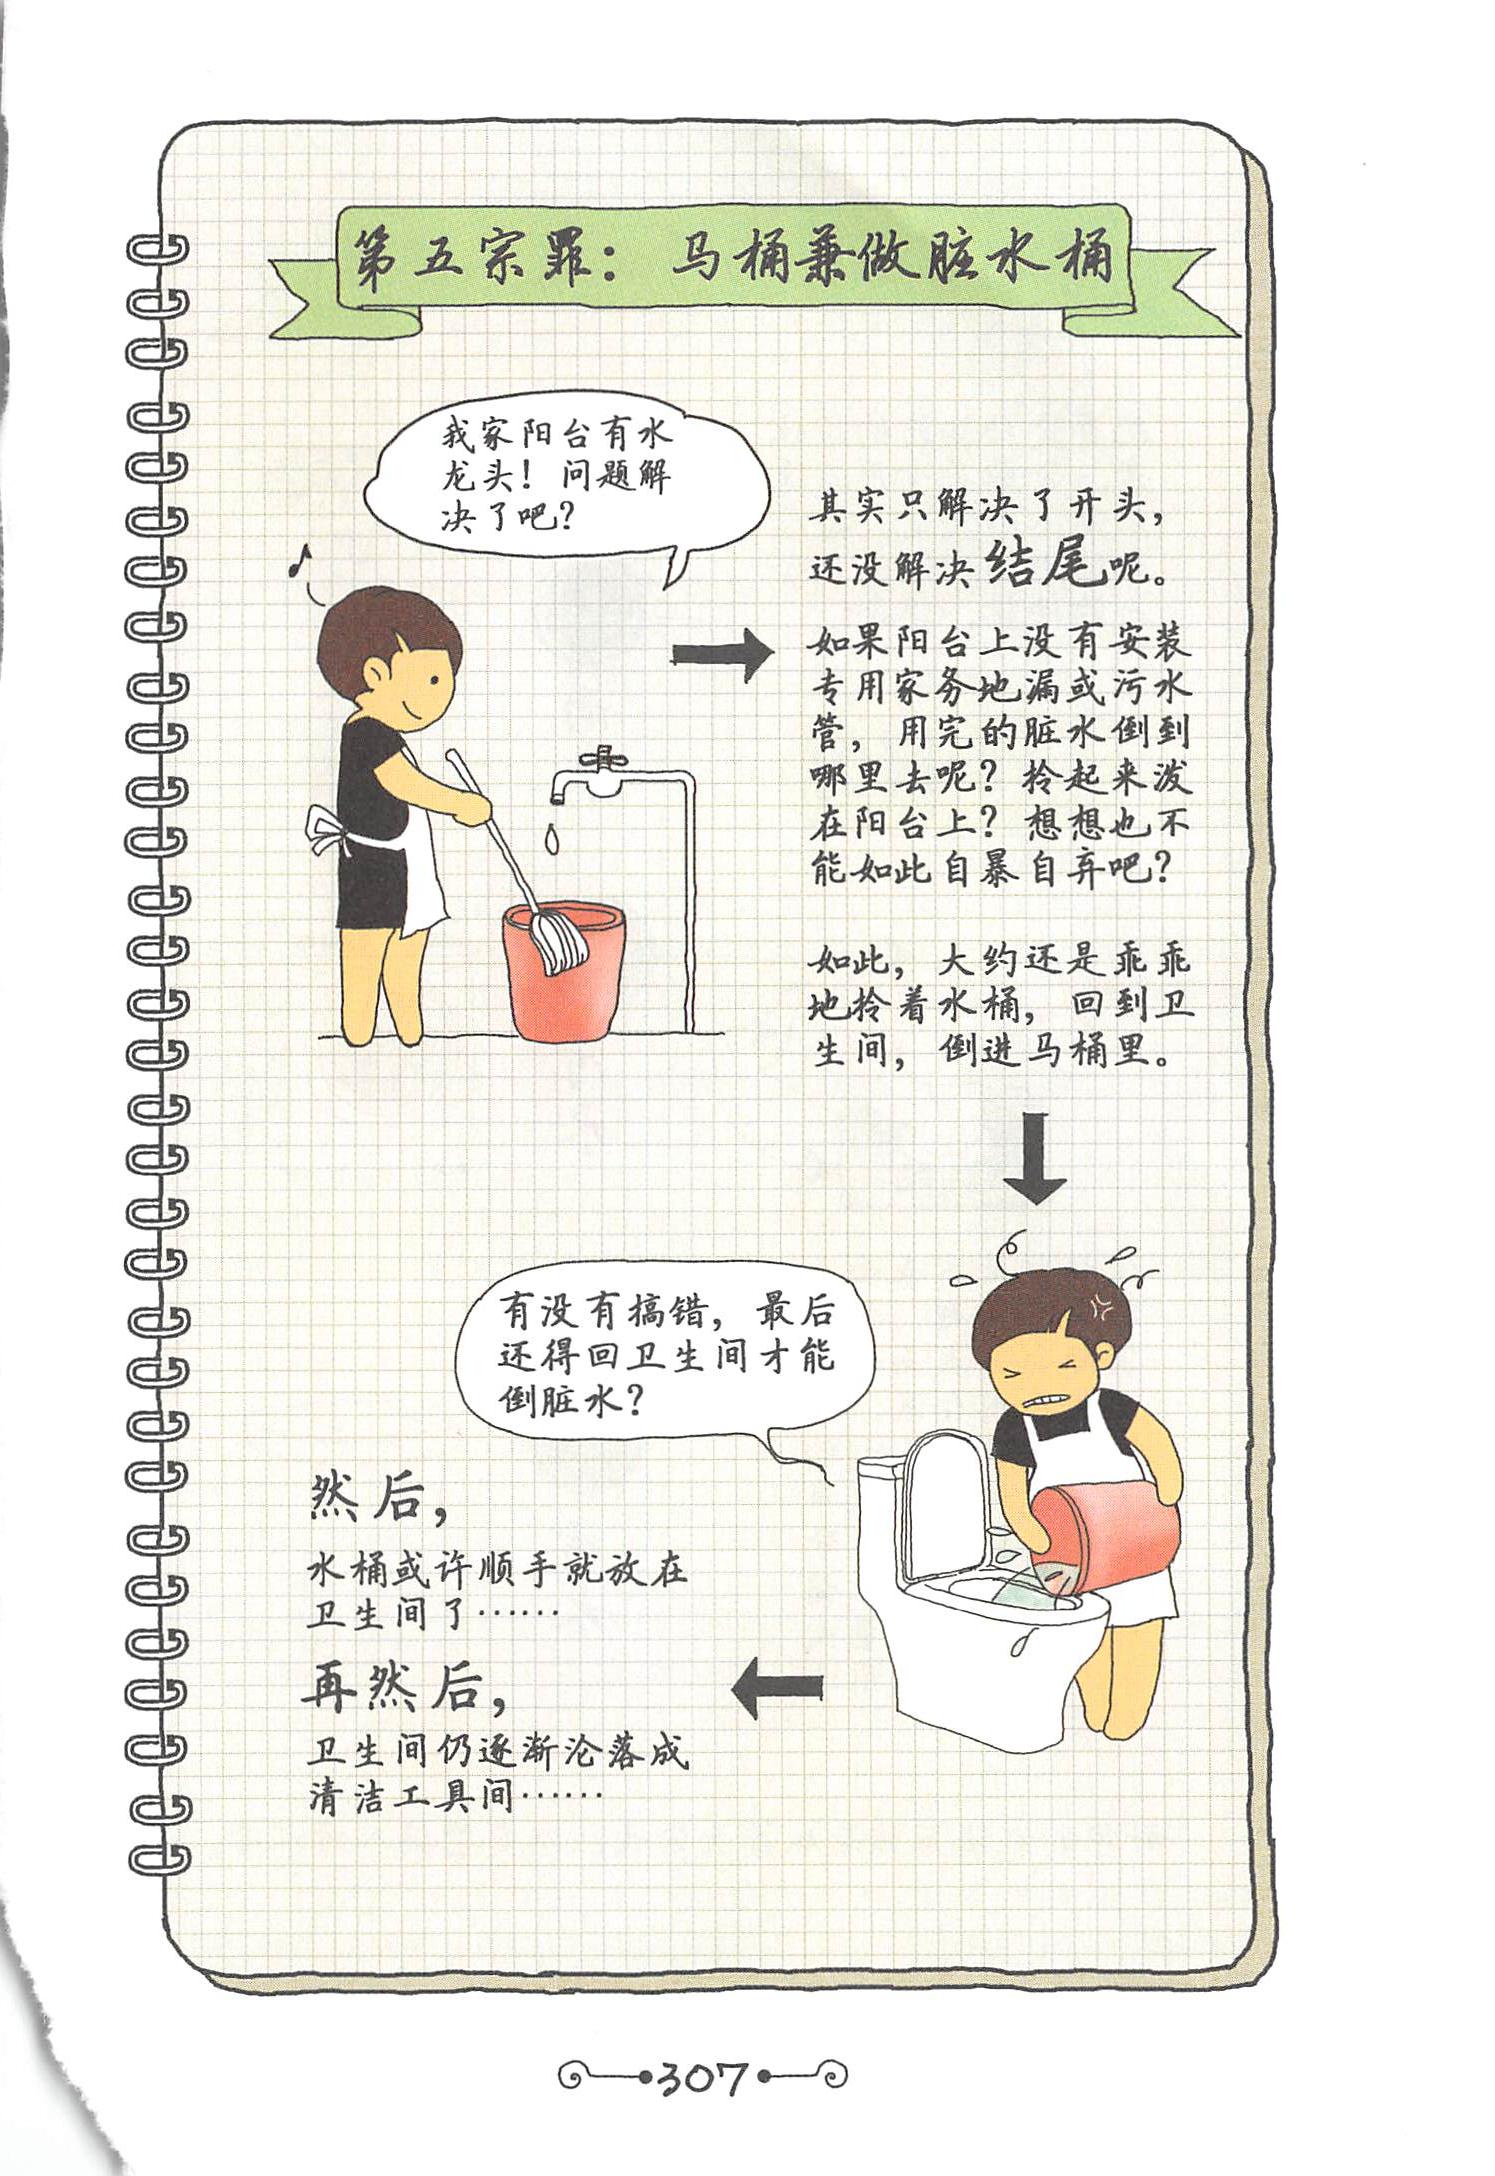 第五宗罪：马桶兼做脏水桶
我家阳台有水
龙头！问题解
决了吧？
其实只解决了开头，
还没解决结尾呢。
如果阳台上没有安装
专用家务地漏或污水
管，用完的脏水倒到
哪里去呢？拎起来泼
在阳台上？想想也不
能如此自暴自弃吧？
如此，大约还是乖乖
地拎着水桶，回到卫
生间，倒进马桶里。
有没有搞错，最后
还得回卫生间才能
倒脏水？
然后，
水桶或许顺手就放在
卫生间了……
再然后，
卫生间仍逐渐沦落成
清洁工具间……
307